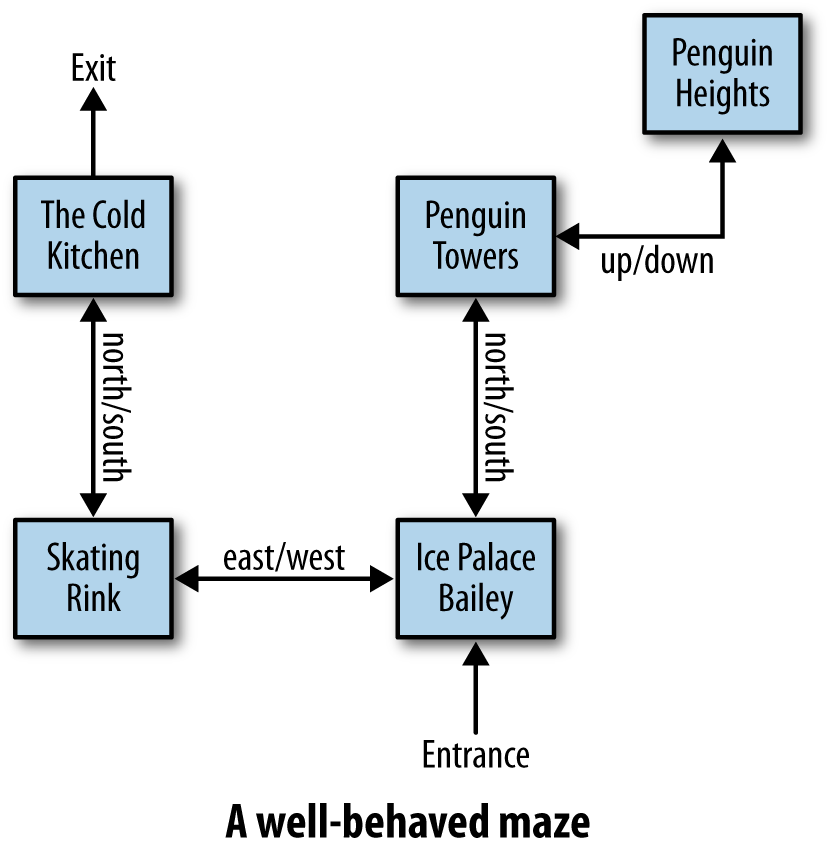 Penguin
Heights
Exit
The Cold
Kitchen
Penguin
Towers
up/down
north/south
north/south
Skating
Rink
east/west
Ice Palace
Bailey
Entrance
A well-behaved maze